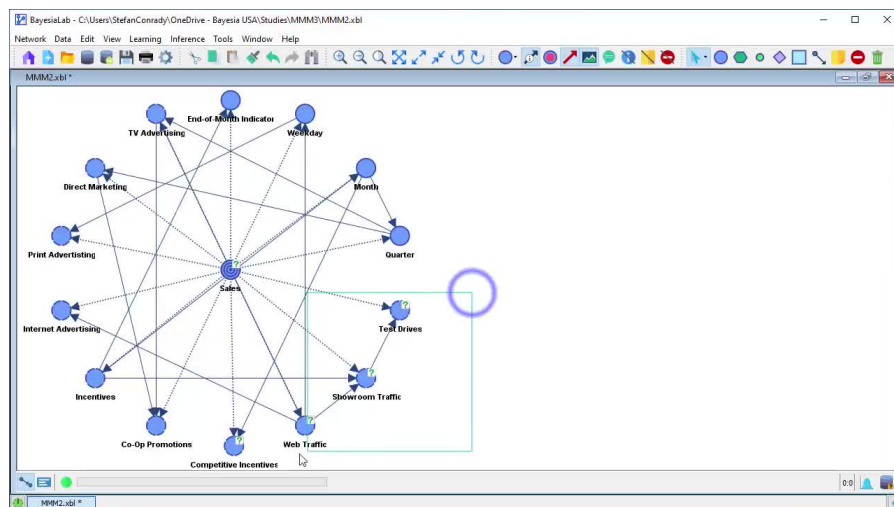 BayesiaLab - C:\Users\StefanConrady\OneDrive - Bayesia USA\Studies\MMM3\MMM2.xbl
Network Data Edit View Learning Inference Tools Window Help
MMM2.xbl *
End-of-Month Indicator
TV Advertising
Weekday
Direct Marketing
Month
Print Advertising
Quarter
?
Sales
?
Internet Advertising
Test Drives
?
Incentives
Showroom Traffic
?
Co-Op Promotions
?
Web Traffic
Competitive Incentives
0:0
MMM2.xbl *